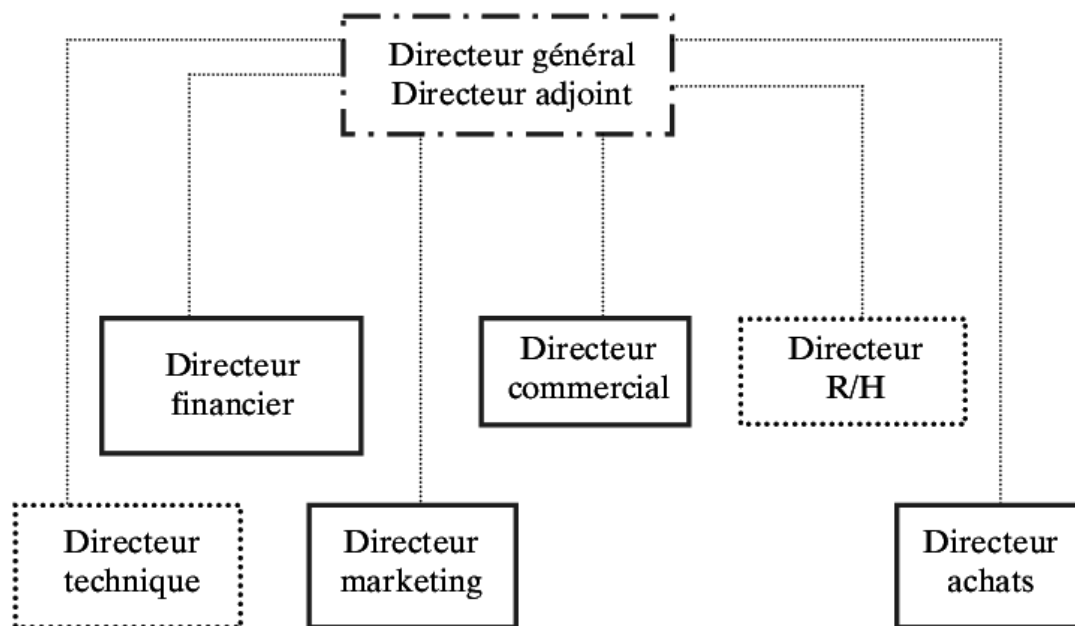 Directeur général
Directeur adjoint
Directeur
financier
Directeur
commercial
Directeur
R/H
Directeur
technique
Directeur
marketing
Directeur
achats